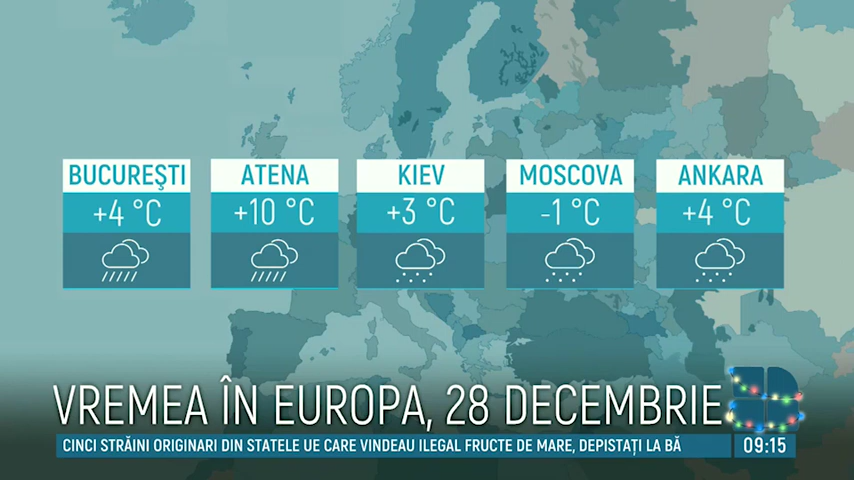 BUCUREŞTI
+4 °C
ATENA
+10 °C
KIEV
+3 °C
MOSCOVA
-1 °C
ANKARA
+4 °C
VREMEA ÎN EUROPA, 28 DECEMBRIE
CINCI STRĂINI ORIGINARI DIN STATELE UE CARE VINDEAU ILEGAL FRUCTE DE MARE, DEPISTAȚI LA BĂ
09:15